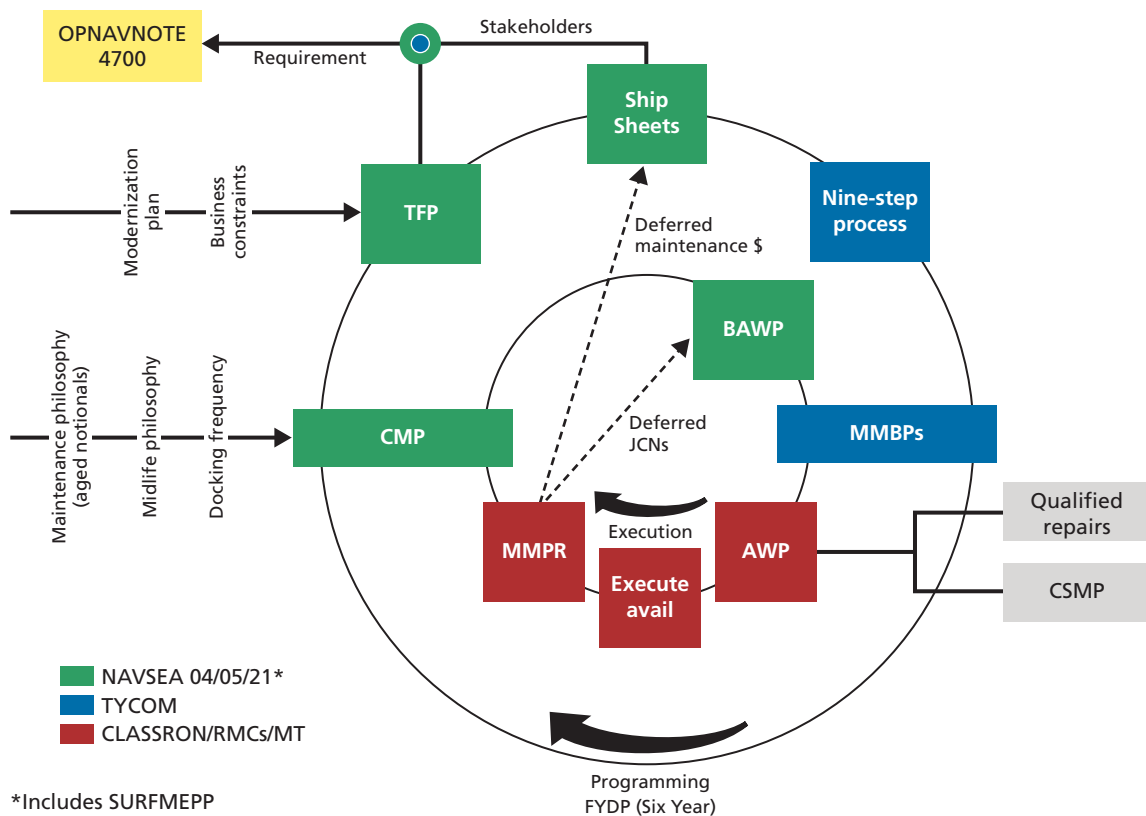 OPNAVNOTE
4700
Requirement
Stakeholders
Ship
Sheets
Modernization
plan
Business
constraints
TFP
Nine-step
process
Deferred
maintenance $
BAWP
Maintenance philosophy
(aged notionals)
Midlife philosophy
Docking frequency
CMP
Deferred
JCNs
MMBPs
MMPR
Execution
Execute
avail
AWP
Qualified
repairs
CSMP
NAVSEA 04/05/21*
TYCOM
CLASSRON/RMCs/MT
Programming
FYDP (Six Year)
*Includes SURFMEPP